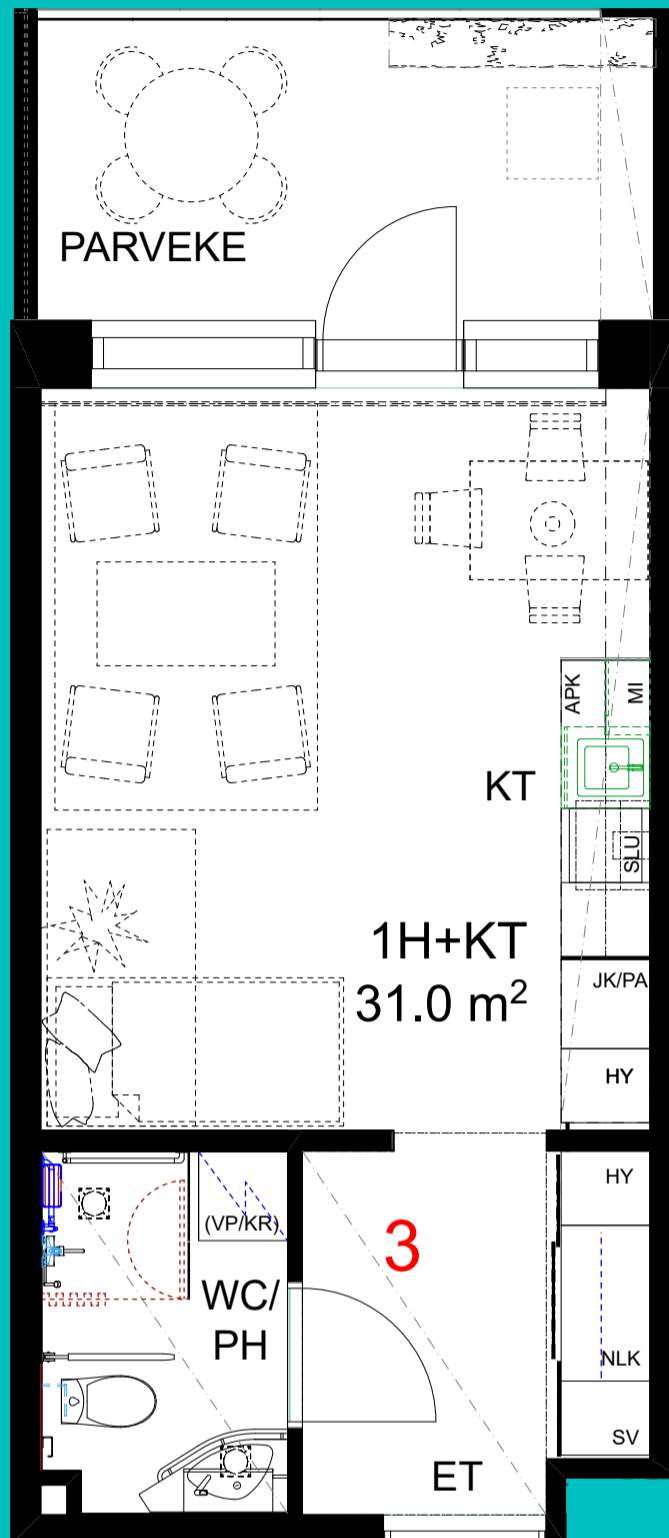 PARVEKE
APK
MI
KT
SLU
1H+KT
31.0 m²
JK/PA
HY
HY
(VP/KR)
3
WC/
PH
NLK
SV
ET